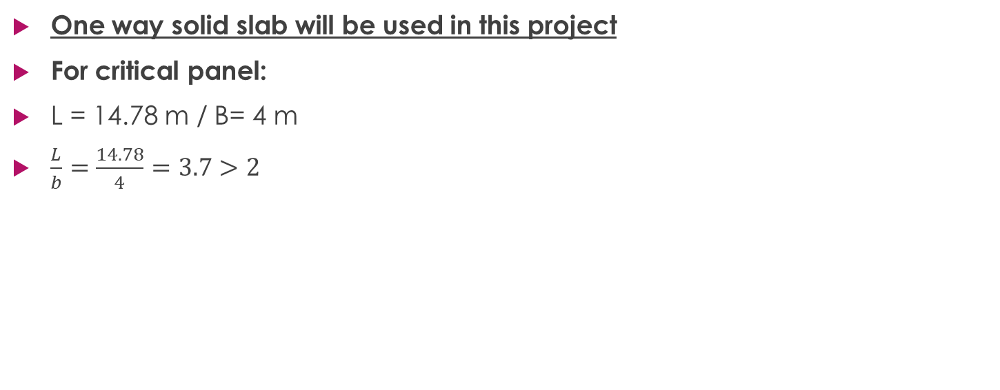 One way solid slab will be used in this project
For critical panel:
L = 14.78 m / B= 4 m
L/b = 14.78/4 = 3.7 > 2